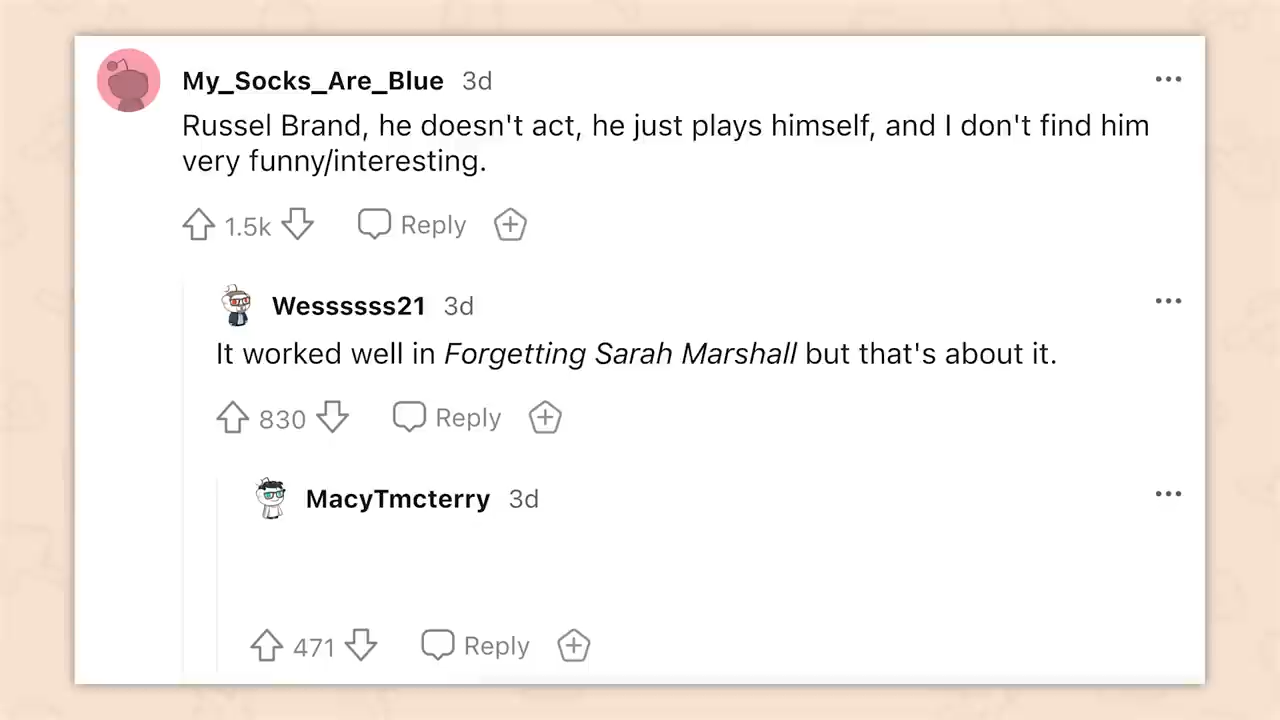 My_Socks_Are_Blue 3d
Russel Brand, he doesn't act, he just plays himself, and I don't find him
very funny/interesting.
1.5k Reply
Wessssss21 3d
It worked well in Forgetting Sarah Marshall but that's about it.
830 Reply
MacyTmcterry 3d
471 Reply